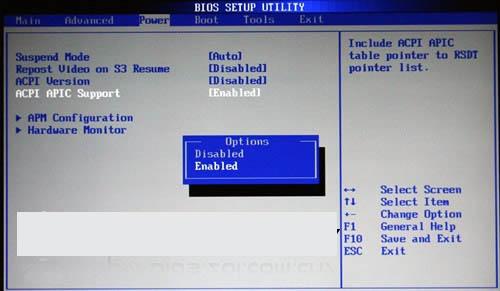 BIOS SETUP UTILITY
Main Advanced Power Boot Tools Exit
Suspend Mode [Auto]
Repost Video on S3 Resume [Disabled]
ACPI Version [Disabled]
ACPI APIC Support [Enabled]
▶ APM Configuration
▶ Hardware Monitor
Options
Disabled
Enabled
Include ACPI APIC
table pointer to RSDT
pointer list.
↔ Select Screen
↑↓ Select Item
+- Change Option
F1 General Help
F10 Save and Exit
ESC Exit